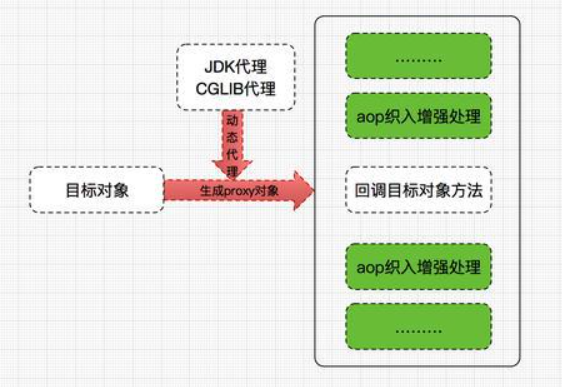 JDK代理
CGLIB代理
动态代理
目标对象
生成proxy对象
………
aop织入增强处理
回调目标对象方法
aop织入增强处理
………